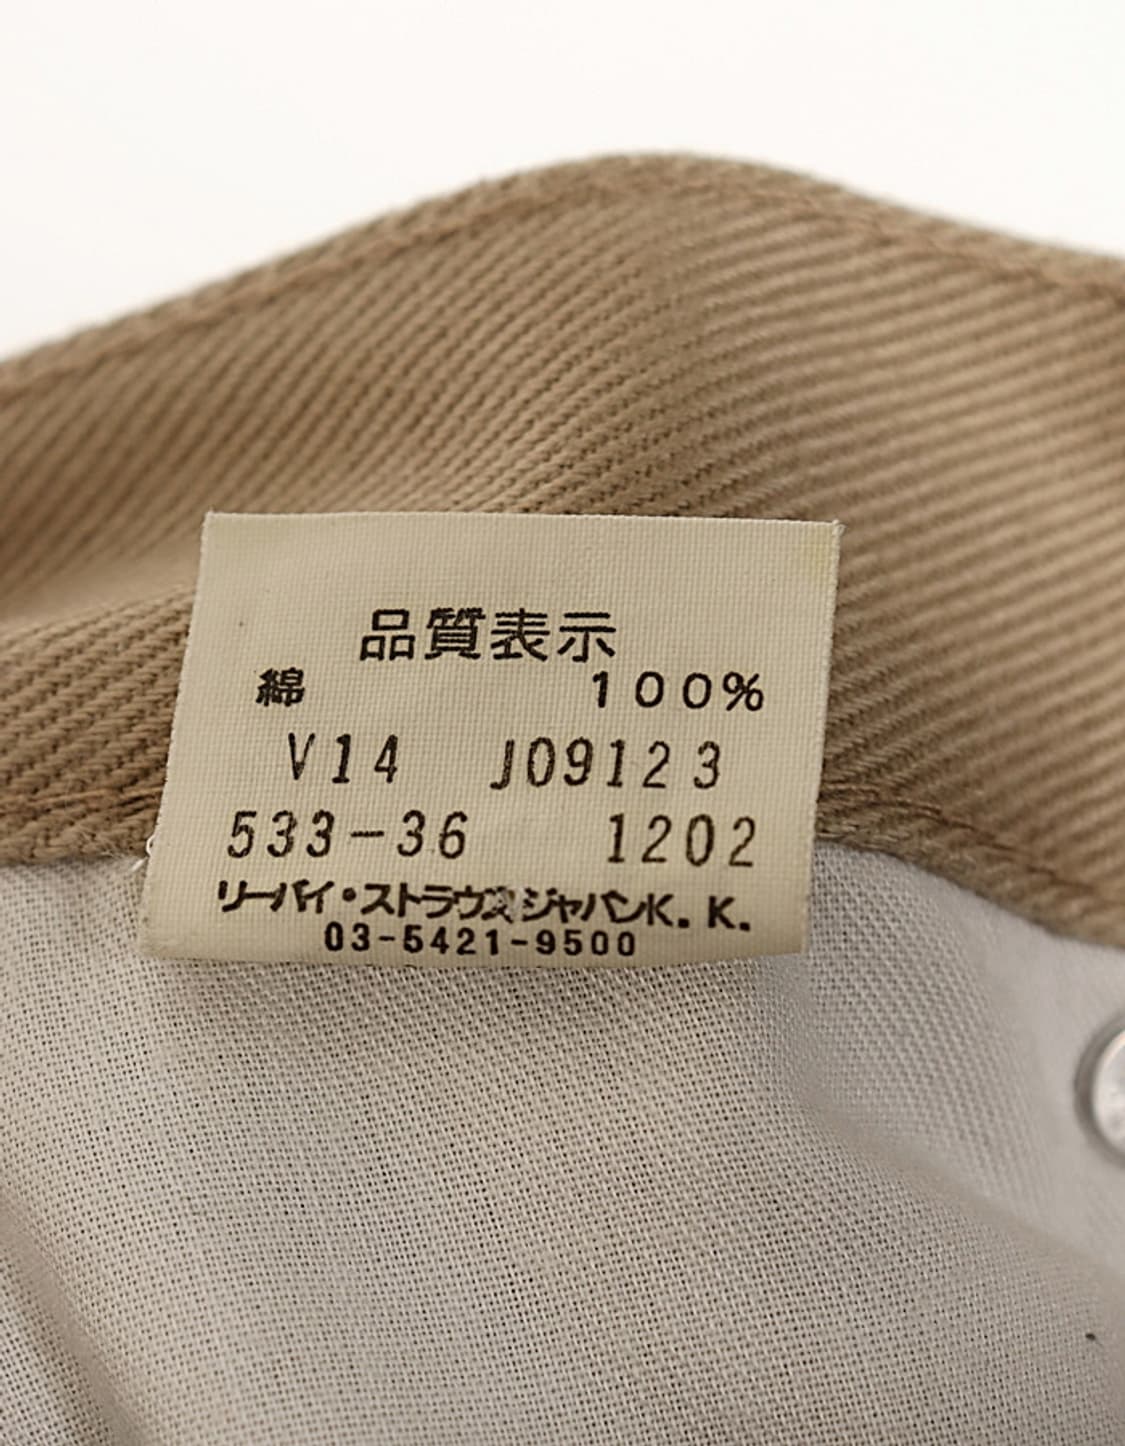 品質表示
綿 100%
V14 J09123
533-36 1202
リーバイ・ストラウスジャパンK.K.
03-5421-9500